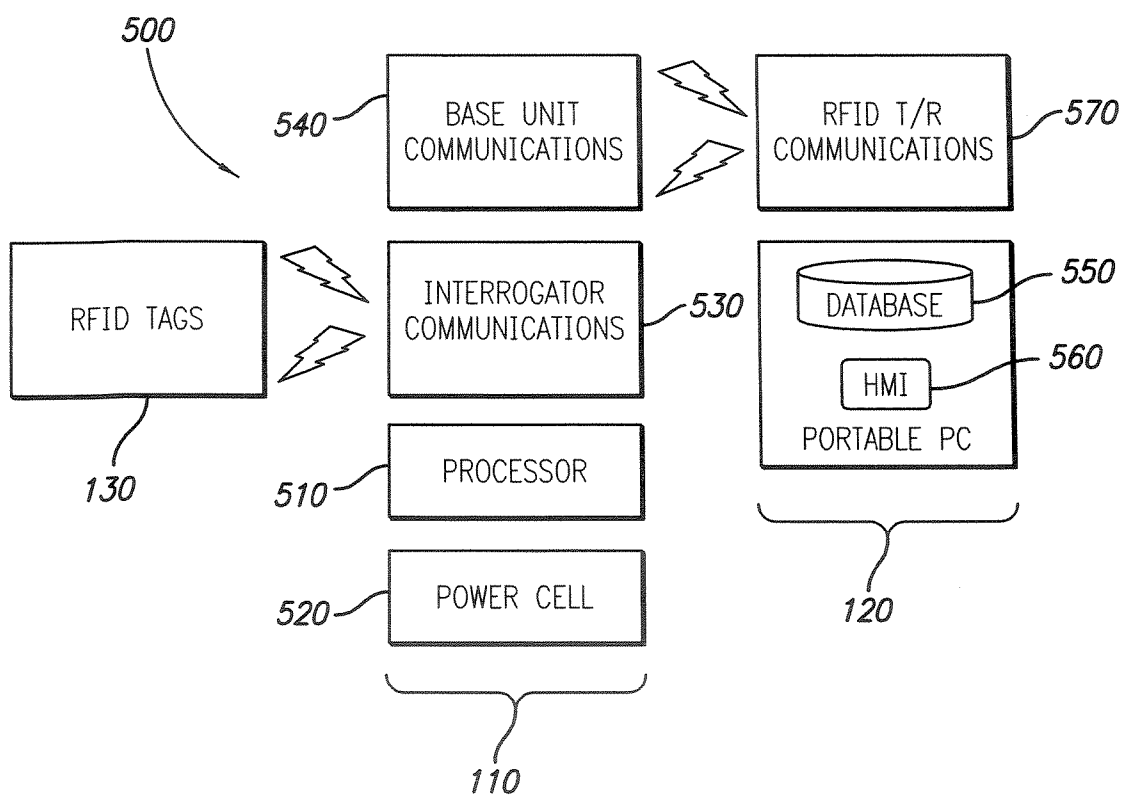 500
540
BASE UNIT
COMMUNICATIONS
RFID T/R
COMMUNICATIONS
570
RFID TAGS
130
INTERROGATOR
COMMUNICATIONS
530
DATABASE
550
HMI
560
PORTABLE PC
510
PROCESSOR
520
POWER CELL
120
110